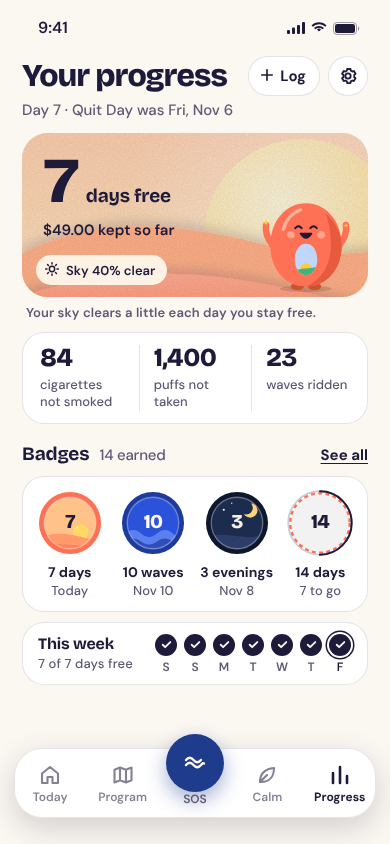 9:41
Your progress
+ Log
Day 7 · Quit Day was Fri, Nov 6
7 days free
$49.00 kept so far
Sky 40% clear
Your sky clears a little each day you stay free.
84
cigarettes
not smoked
1,400
puffs not
taken
23
waves ridden
Badges 14 earned
See all
7
10
3
14
7 days
10 waves
3 evenings
14 days
Today
Nov 10
Nov 8
7 to go
This week
7 of 7 days free
S S M T W T F
Today
Program
SOS
Calm
Progress